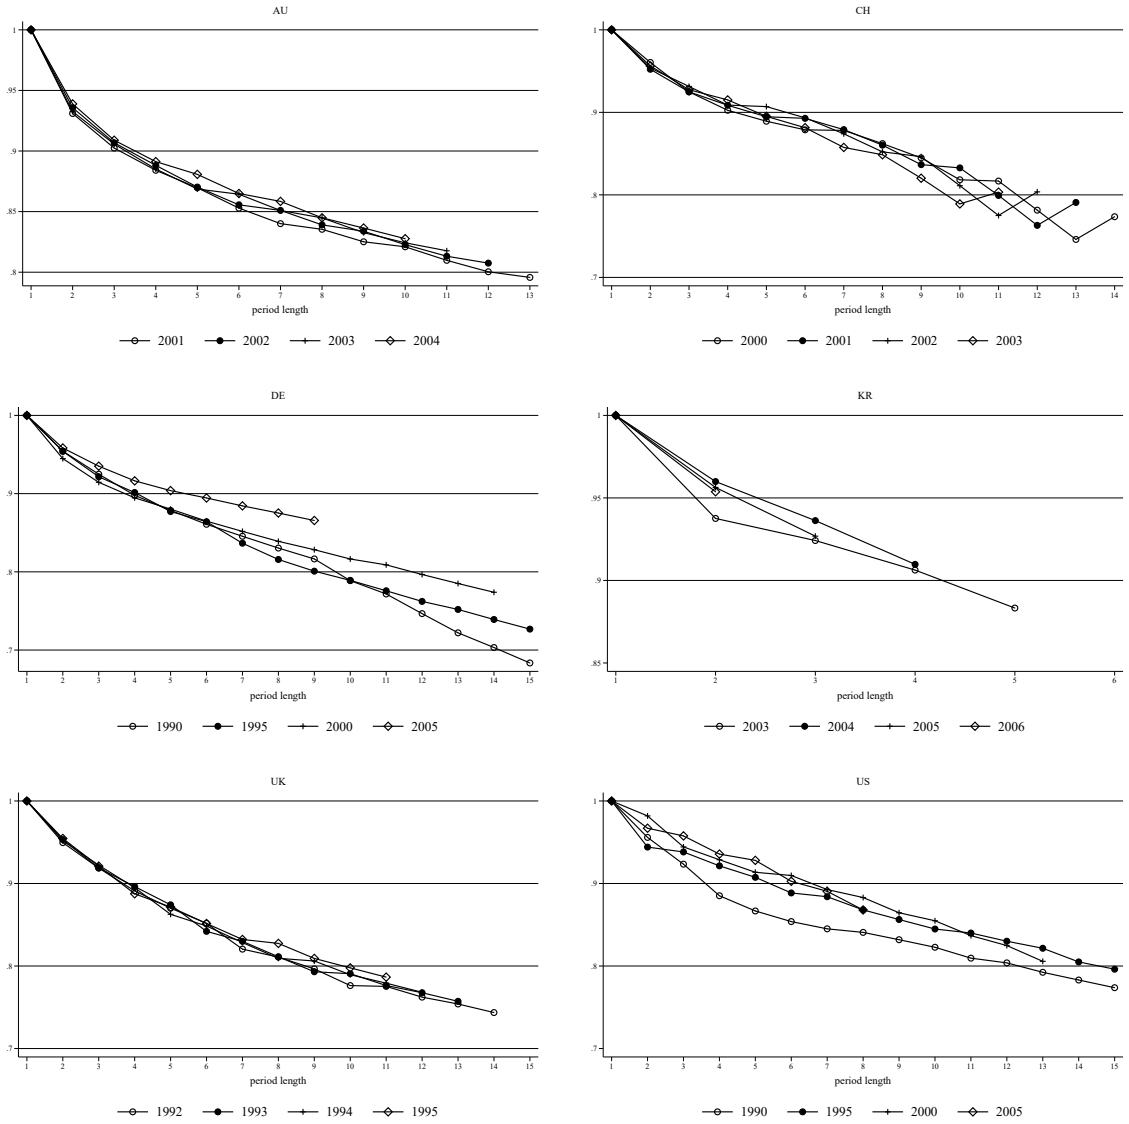 AU
1
.95
.9
.85
.8
1 2 3 4 5 6 7 8 9 10 11 12 13
period length
2001 2002 2003 2004
CH
1
.9
.8
.7
1 2 3 4 5 6 7 8 9 10 11 12 13 14
period length
2000 2001 2002 2003
DE
1
.9
.8
.7
1 2 3 4 5 6 7 8 9 10 11 12 13 14 15
period length
1990 1995 2000 2005
KR
1
.95
.9
.85
1 2 3 4 5 6
period length
2003 2004 2005 2006
UK
1
.9
.8
.7
1 2 3 4 5 6 7 8 9 10 11 12 13 14 15
period length
1992 1993 1994 1995
US
1
.9
.8
.7
1 2 3 4 5 6 7 8 9 10 11 12 13 14 15
period length
1990 1995 2000 2005